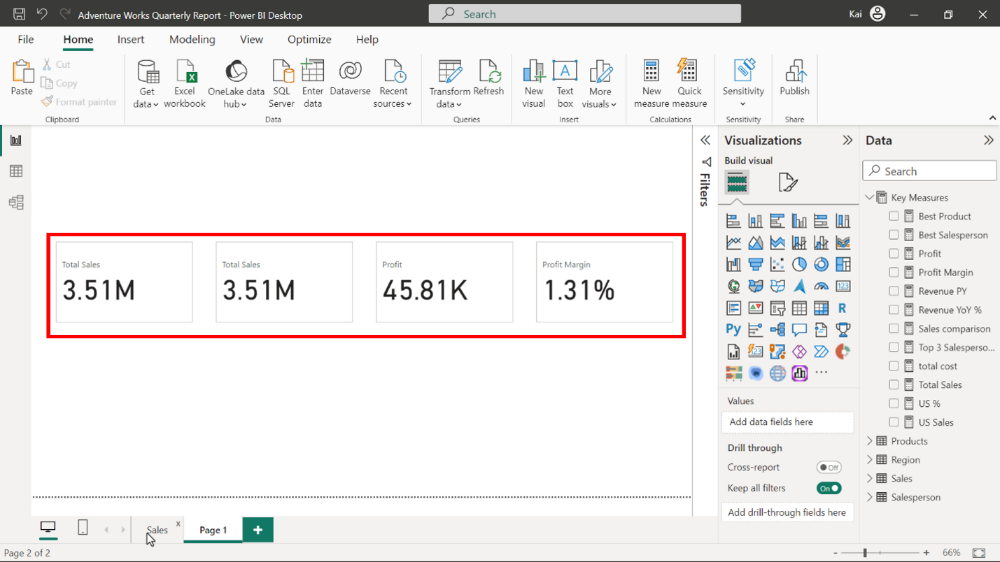 Adventure Works Quarterly Report - Power BI Desktop
Search
Kai
File
Home
Insert
Modeling
View
Optimize
Help
Paste
Cut
Copy
Format painter
Clipboard
Get
data
Excel
workbook
OneLake data
hub
SQL
Server
Enter
data
Dataverse
Recent
sources
Data
Transform
data
Refresh
Queries
New
visual
A
Text
box
More
visuals
Insert
New
measure
Quick
measure
Calculations
Sensitivity
Sensitivity
Publish
Share
Total Sales
3.51M
Total Sales
3.51M
Profit
45.81K
Profit Margin
1.31%
Filters
Visualizations
Build visual
123
R
Py
123
...
Values
Add data fields here
Drill through
Cross-report
Off
Keep all filters
On
Add drill-through fields here
Data
Search
Key Measures
Best Product
Best Salesperson
Profit
Profit Margin
Revenue PY
Revenue YoY %
Sales comparison
Top 3 Salesperso...
total cost
Total Sales
US %
US Sales
Products
Region
Sales
Salesperson
Sales
x
Page 1
+
Page 2 of 2
-
+
66%